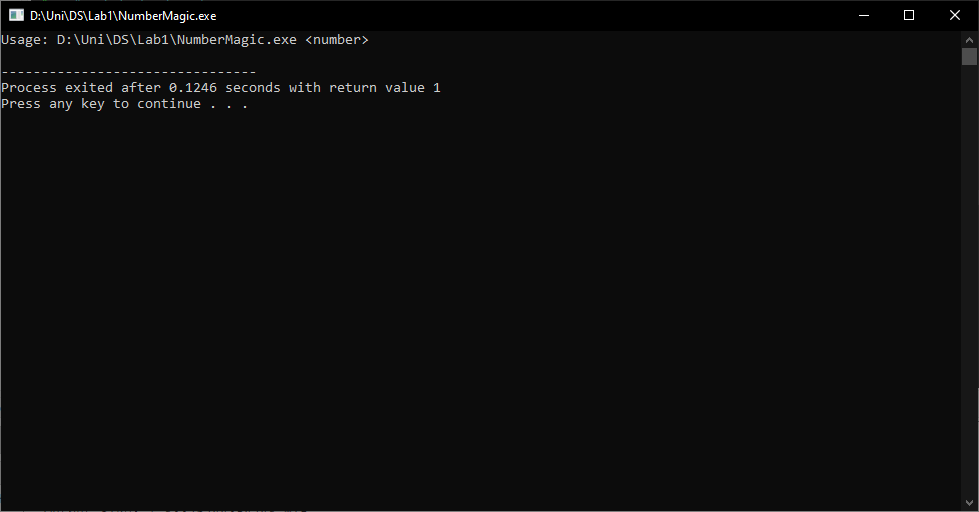 D:\Uni\DS\Lab1\NumberMagic.exe
Usage: D:\Uni\DS\Lab1\NumberMagic.exe <number>
--------------------------------
Process exited after 0.1246 seconds with return value 1
Press any key to continue . . .